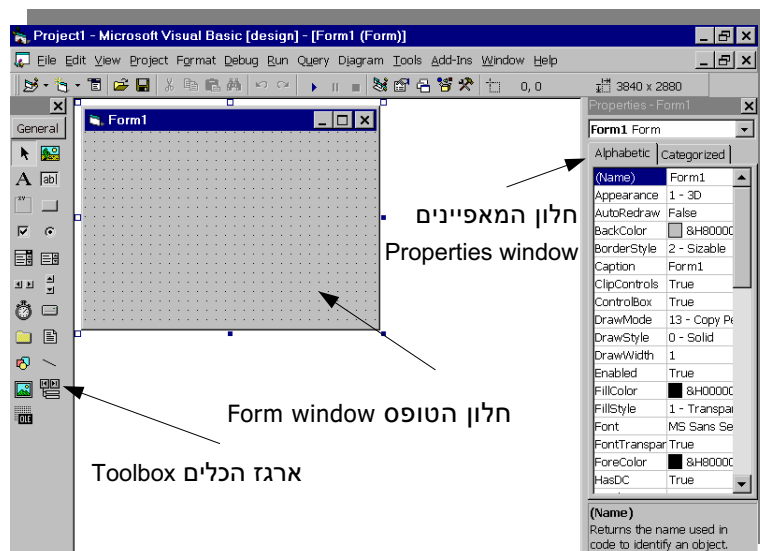 Project1 - Microsoft Visual Basic [design] - [Form1 (Form)]
File Edit View Project Format Debug Run Query Diagram Tools Add-Ins Window Help
0, 0 3840 x 2880
General
A ab
xy
OLE
Form1
חלון המאפיינים
Properties window
חלון הטופס Form window
ארגז הכלים Toolbox
Properties - Form1
Form1 Form
Alphabetic Categorized
(Name) Form1
Appearance 1 - 3D
AutoRedraw False
BackColor &H80000
BorderStyle 2 - Sizable
Caption Form1
ClipControls True
ControlBox True
DrawMode 13 - Copy Pe
DrawStyle 0 - Solid
DrawWidth 1
Enabled True
FillColor &H00000
FillStyle 1 - Transpar
Font MS Sans Se
FontTranspar True
ForeColor &H80000
HasDC True
(Name)
Returns the name used in
code to identify an object.